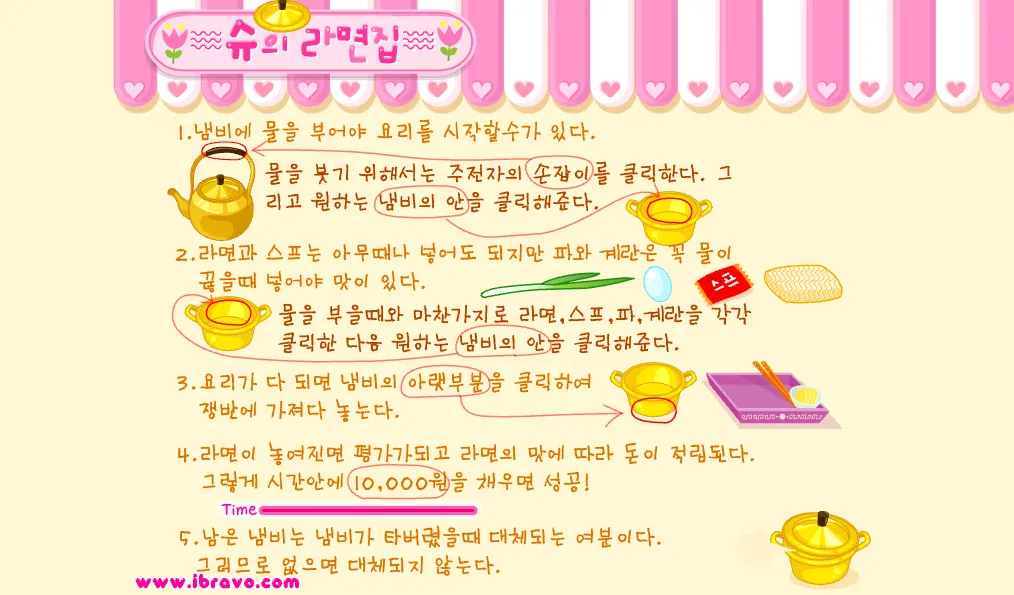 슈의 라면집
1.냄비에 물을 부어야 요리를 시작할수가 있다.
물을 붓기 위해서는 주전자의 손잡이를 클릭한다. 그
리고 원하는 냄비의 안을 클릭해준다.
2.라면과 스프는 아무때나 넣어도 되지만 파와 계란은 꼭 물이
끓을때 넣어야 맛이 있다.
스프
물을 부을때와 마찬가지로 라면,스프,파,계란을 각각
클릭한 다음 원하는 냄비의 안을 클릭해준다.
3.요리가 다 되면 냄비의 아랫부분을 클릭하여
쟁반에 가져다 놓는다.
4.라면이 놓여진면 평가가되고 라면의 맛에 따라 돈이 적립된다.
그렇게 시간안에 10,000원을 채우면 성공!
Time
5.남은 냄비는 냄비가 타버렸을때 대체되는 여분이다.
그러므로 없으면 대체되지 않는다.
www.ibravo.com